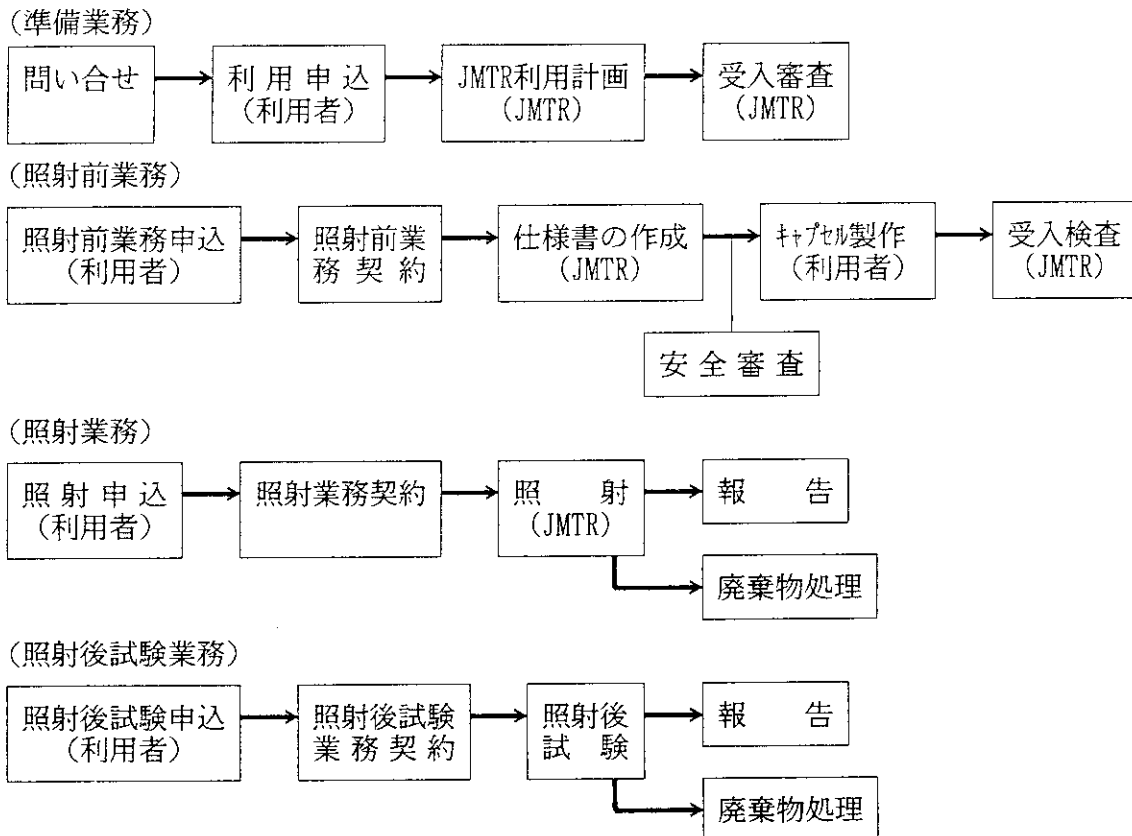 (準備業務)
問い合せ
利用申込
(利用者)
JMTR利用計画
(JMTR)
受入審査
(JMTR)
(照射前業務)
照射前業務申込
(利用者)
照射前業
務契約
仕様書の作成
(JMTR)
ｷｬﾌﾟｾﾙ製作
(利用者)
受入検査
(JMTR)
安全審査
(照射業務)
照射申込
(利用者)
照射業務契約
照射
(JMTR)
報告
廃棄物処理
(照射後試験業務)
照射後試験申込
(利用者)
照射後試験
業務契約
照射後
試験
報告
廃棄物処理